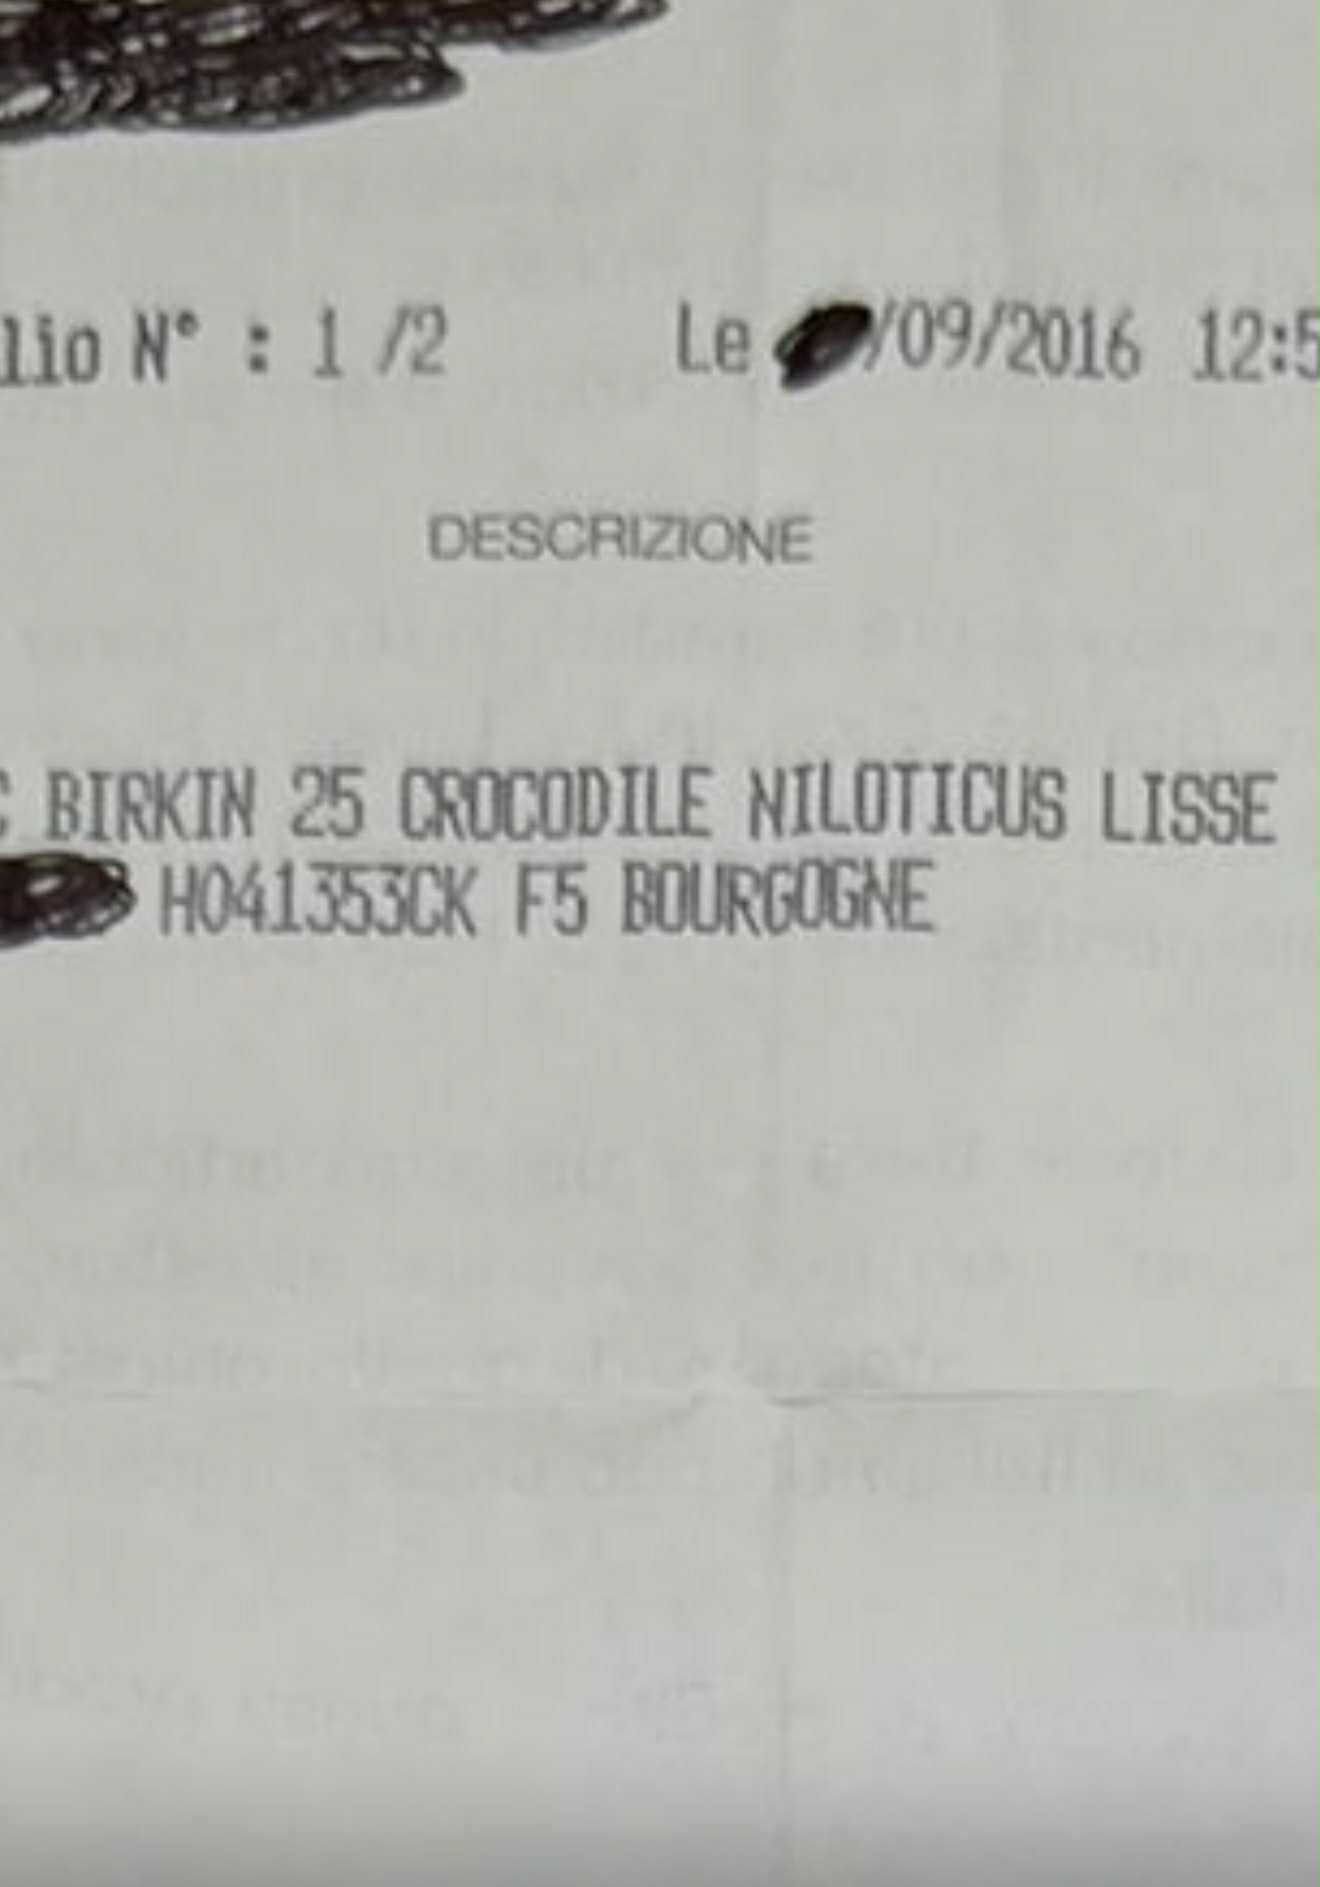 lio N° : 1 /2 Le /09/2016 12:5
DESCRIZIONE
C BIRKIN 25 CROCODILE NILOTICUS LISSE
H041353CK F5 BOURGOGNE